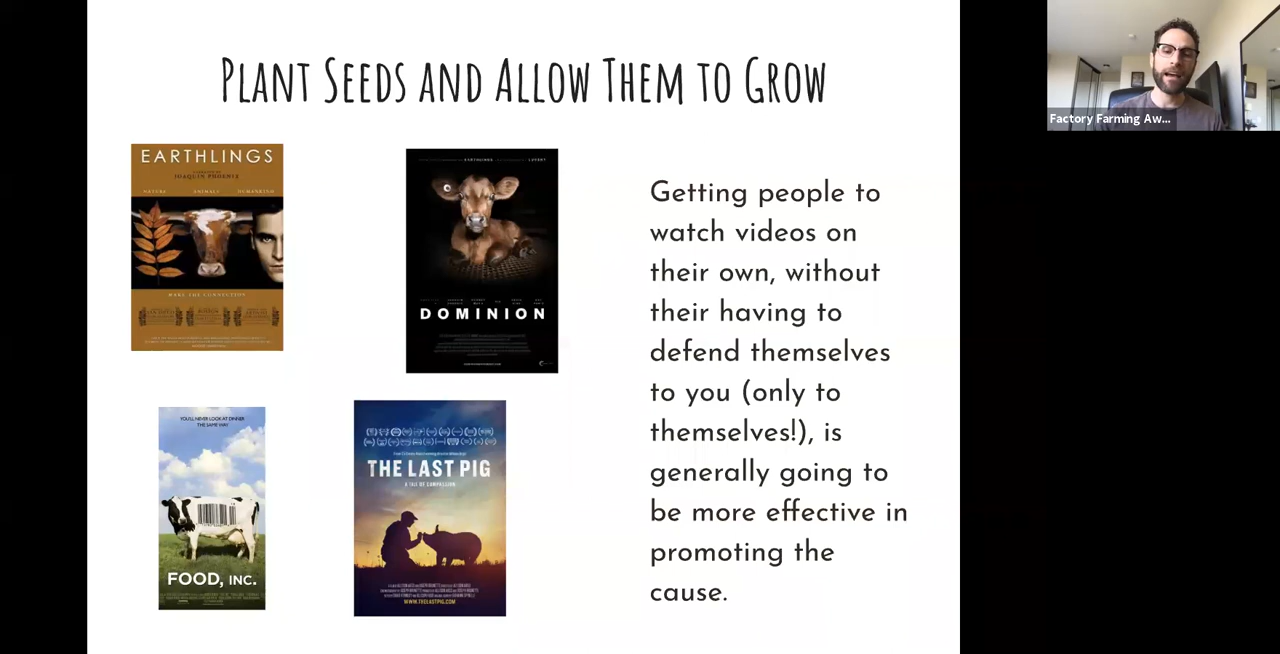 PLANT SEEDS AND ALLOW THEM TO GROW
EARTHLINGS
JOAQUIN PHOENIX
NATURE ANIMALS HUMANKIND
MAKE THE CONNECTION
DOMINION
YOU'LL NEVER LOOK AT DINNER
THE SAME WAY
FOOD, INC.
THE LAST PIG
A TALE OF COMPASSION
WWW.THELASTPIG.COM
Getting people to
watch videos on
their own, without
their having to
defend themselves
to you (only to
themselves!), is
generally going to
be more effective in
promoting the
cause.
Factory Farming Aw...